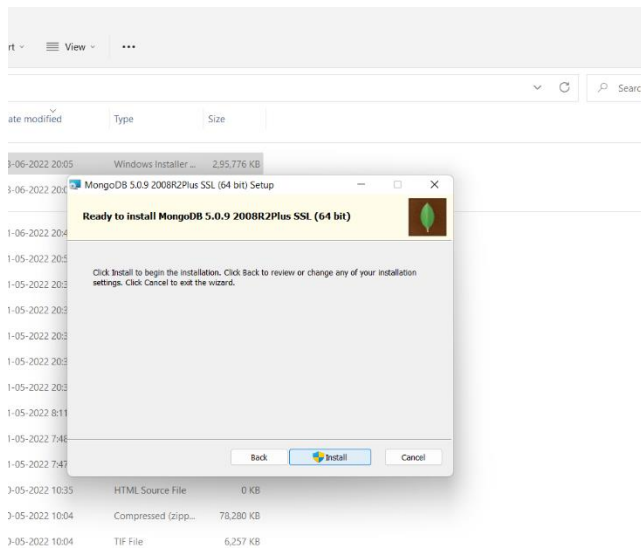 rt
View
•••
Searc
ate modified Type Size
3-06-2022 20:05 Windows Installer ... 2,95,776 KB
3-06-2022 20:0
MongoDB 5.0.9 2008R2Plus SSL (64 bit) Setup
Ready to install MongoDB 5.0.9 2008R2Plus SSL (64 bit)
1-06-2022 20:4
1-05-2022 20:5
Click Install to begin the installation. Click Back to review or change any of your installation
settings. Click Cancel to exit the wizard.
1-05-2022 20:3
1-05-2022 20:3
1-05-2022 20:3
1-05-2022 20:3
1-05-2022 20:3
1-05-2022 8:11
1-05-2022 7:48
1-05-2022 7:47
Back Install Cancel
0-05-2022 10:35 HTML Source File 0 KB
0-05-2022 10:04 Compressed (zipp... 78,280 KB
0-05-2022 10:04 TIF File 6,257 KB